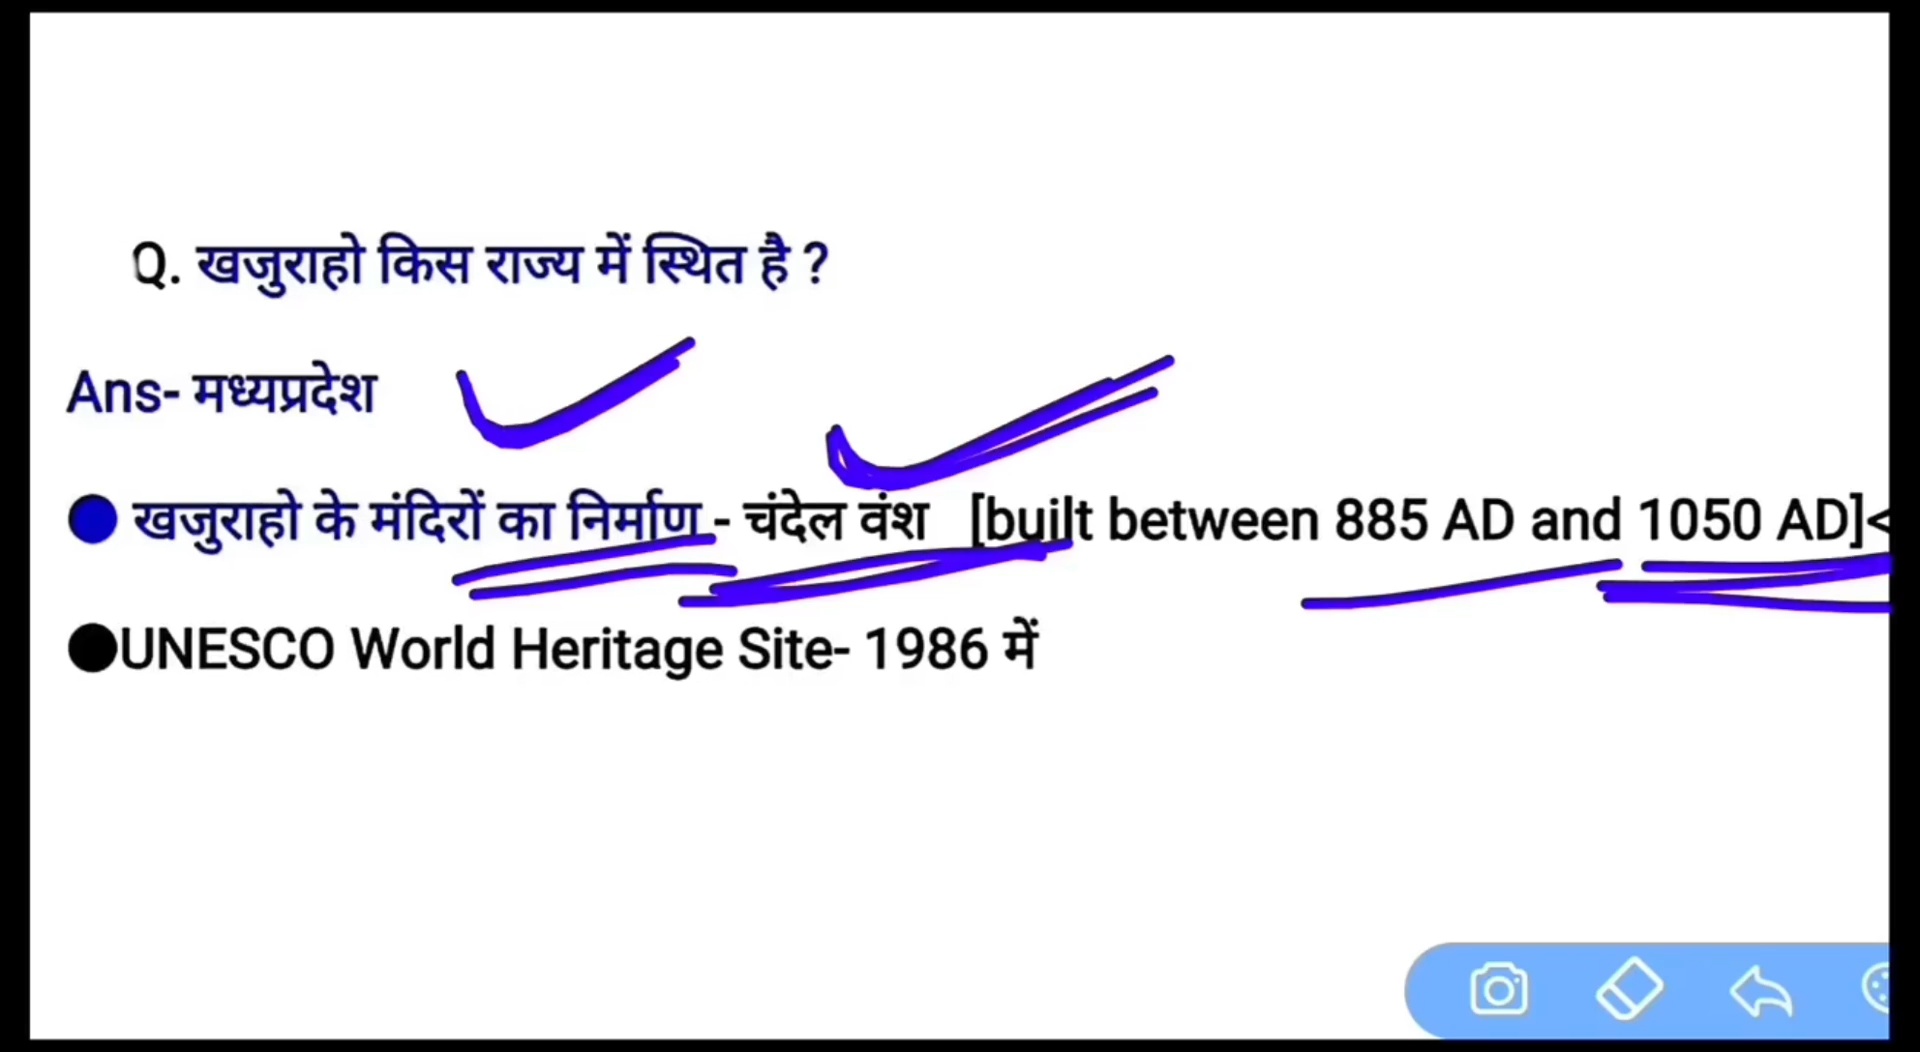 Q. खजुराहो किस राज्य में स्थित है ?
Ans- मध्यप्रदेश
खजुराहो के मंदिरों का निर्माण - चंदेल वंश [built between 885 AD and 1050 AD]<
UNESCO World Heritage Site- 1986 में